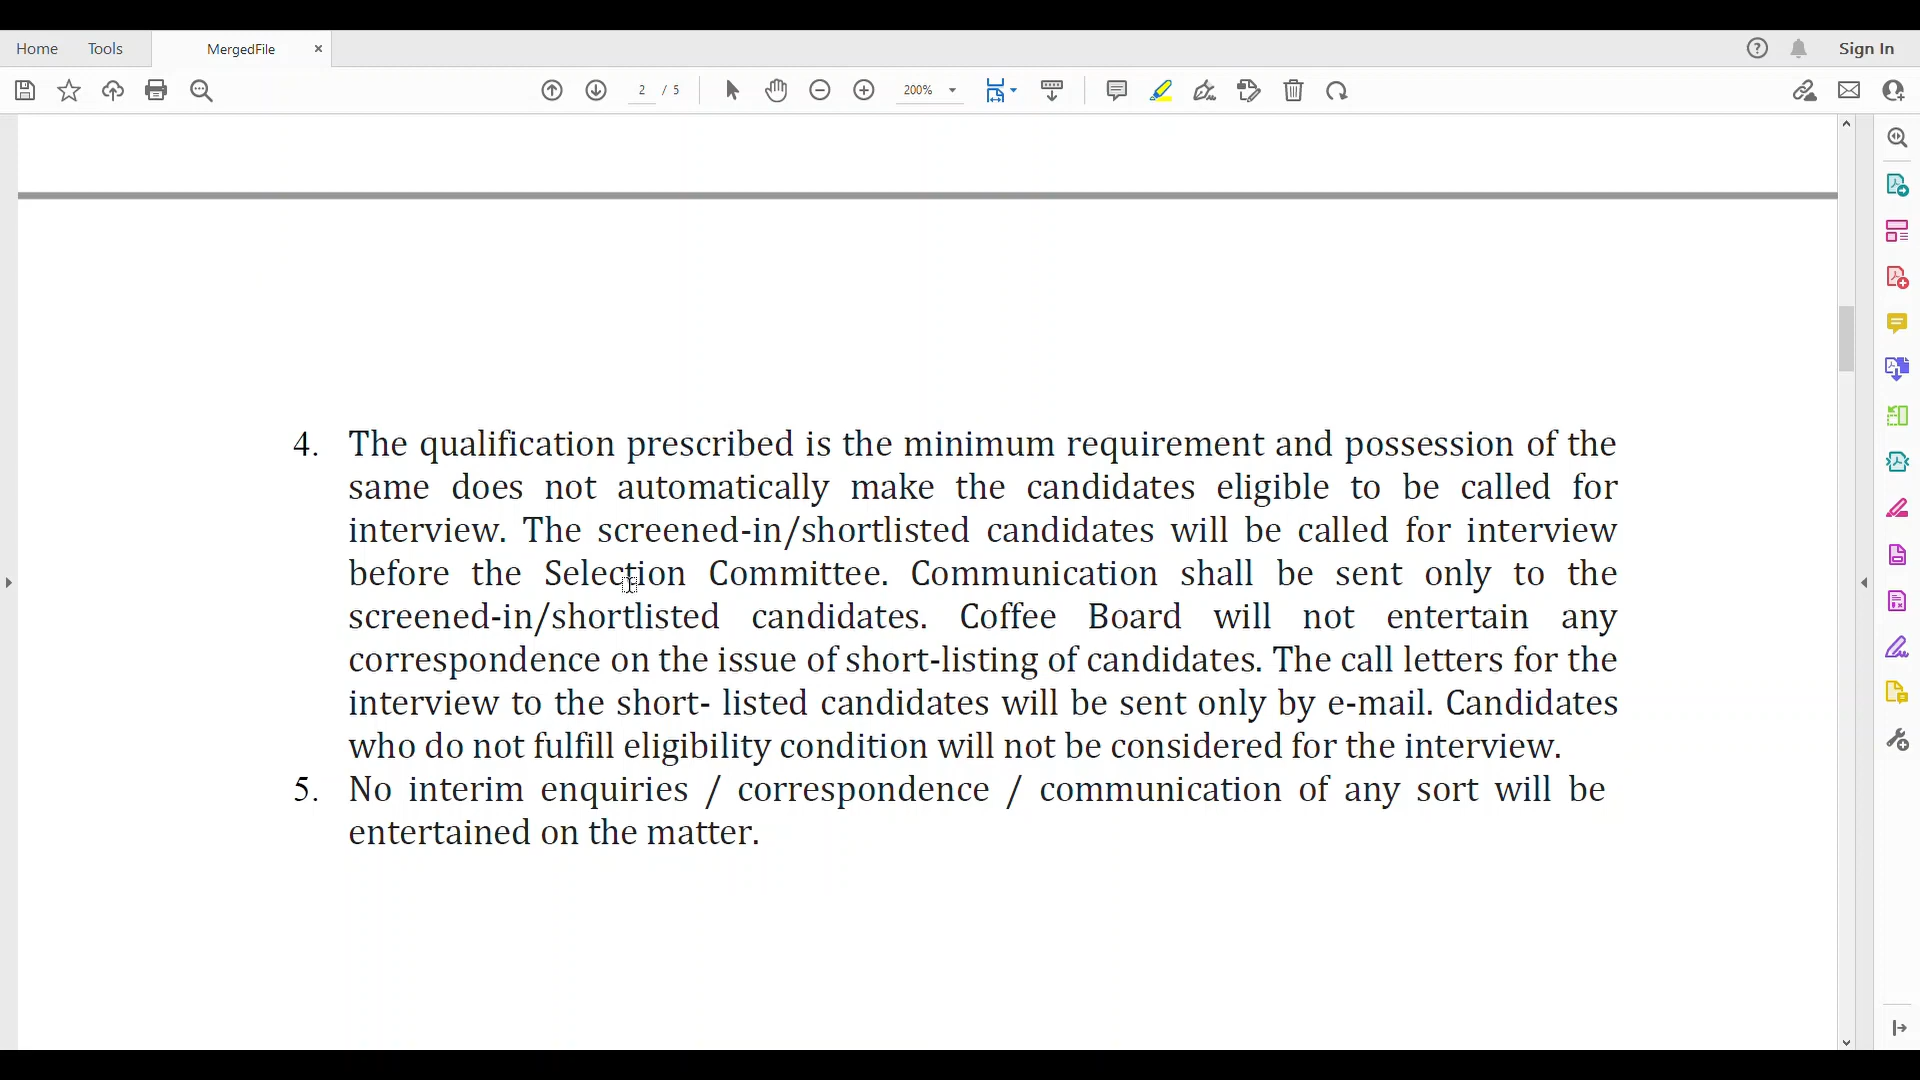 Home Tools MergedFile × Sign In
2 / 5 200%
4. The qualification prescribed is the minimum requirement and possession of the
same does not automatically make the candidates eligible to be called for
interview. The screened-in/shortlisted candidates will be called for interview
before the Selection Committee. Communication shall be sent only to the
screened-in/shortlisted candidates. Coffee Board will not entertain any
correspondence on the issue of short-listing of candidates. The call letters for the
interview to the short- listed candidates will be sent only by e-mail. Candidates
who do not fulfill eligibility condition will not be considered for the interview.
5. No interim enquiries / correspondence / communication of any sort will be
entertained on the matter.